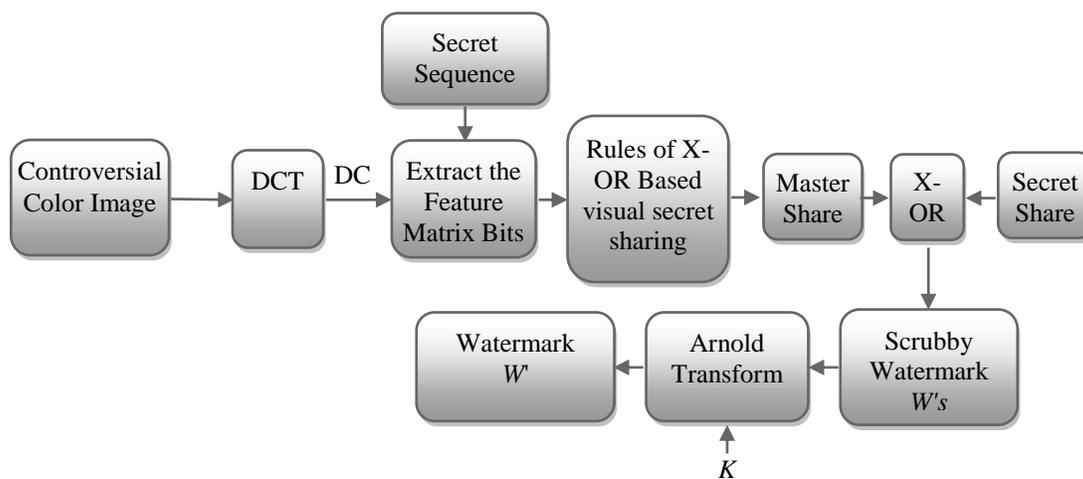 Secret
Sequence
Controversial
Color Image
DCT
DC
Extract the
Feature
Matrix Bits
Rules of X-
OR Based
visual secret
sharing
Master
Share
X-
OR
Secret
Share
Watermark
W'
Arnold
Transform
Scrubby
Watermark
W's
K